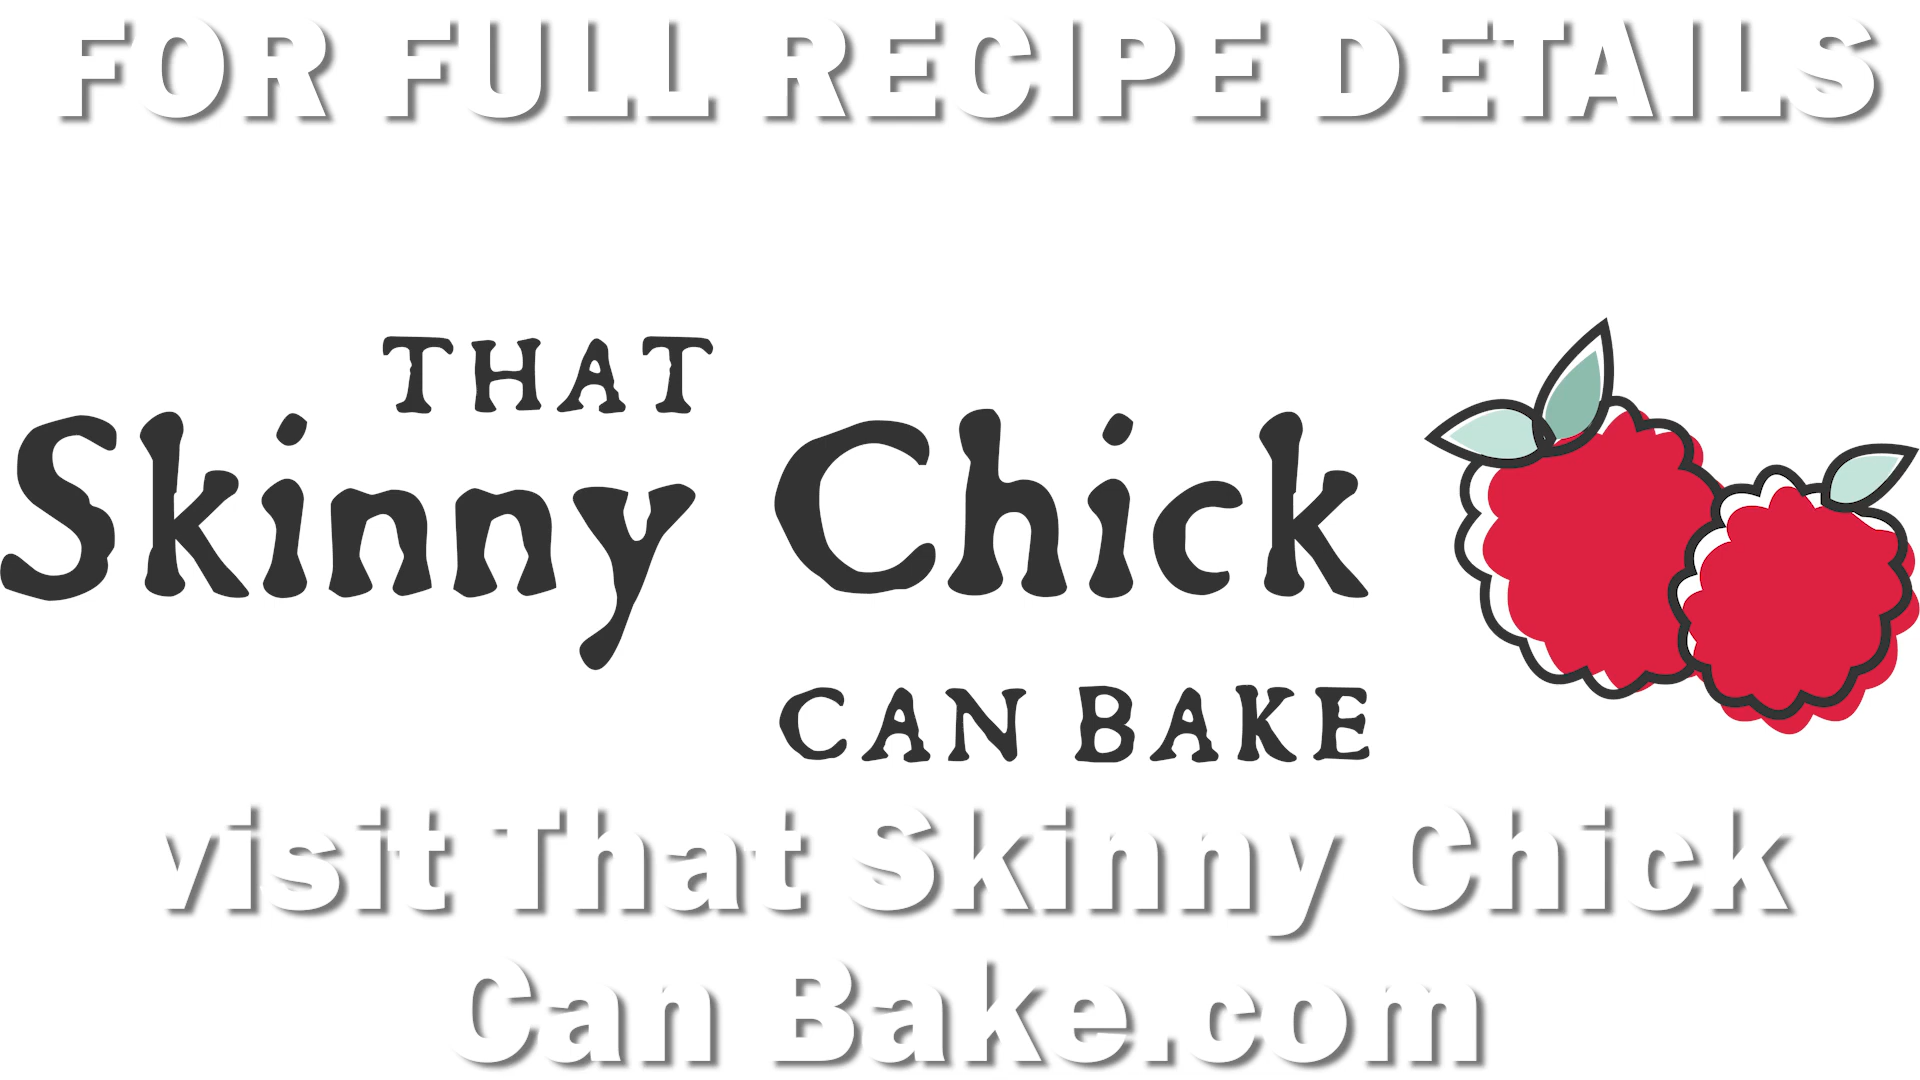 FOR FULL RECIPE DETAILS
THAT
Skinny Chick
CAN BAKE
visit That Skinny Chick
Can Bake.com